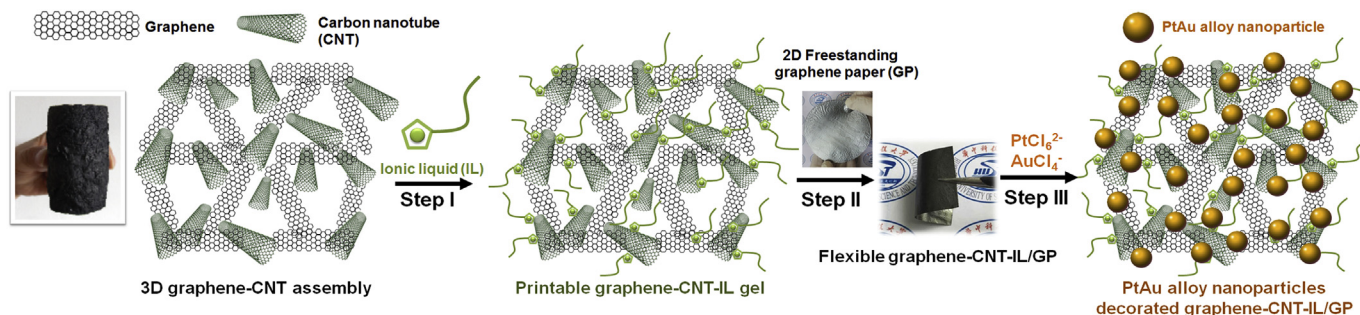 Graphene
Carbon nanotube
(CNT)
PtAu alloy nanoparticle
2D Freestanding
graphene paper (GP)
Ionic liquid (IL)
Step I
Step II
PtCl₆²⁻
AuCl₄⁻
Step III
Flexible graphene-CNT-IL/GP
3D graphene-CNT assembly
Printable graphene-CNT-IL gel
PtAu alloy nanoparticles
decorated graphene-CNT-IL/GP